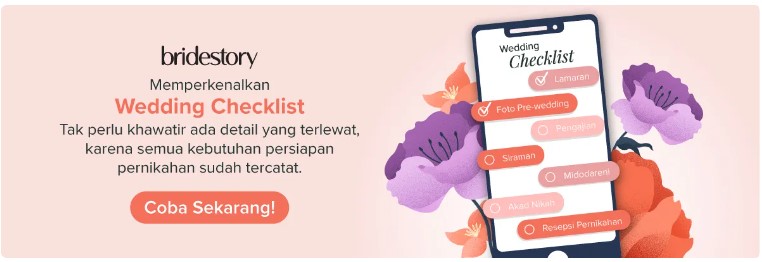 bridestory
Memperkenalkan
Wedding Checklist
Tak perlu khawatir ada detail yang terlewat,
karena semua kebutuhan persiapan
pernikahan sudah tercatat.
Coba Sekarang!
Wedding
Checklist
Lamaran
Foto Pre-wedding
Pengajian
Siraman
Midodareni
Akad Nikah
Resepsi Pernikahan